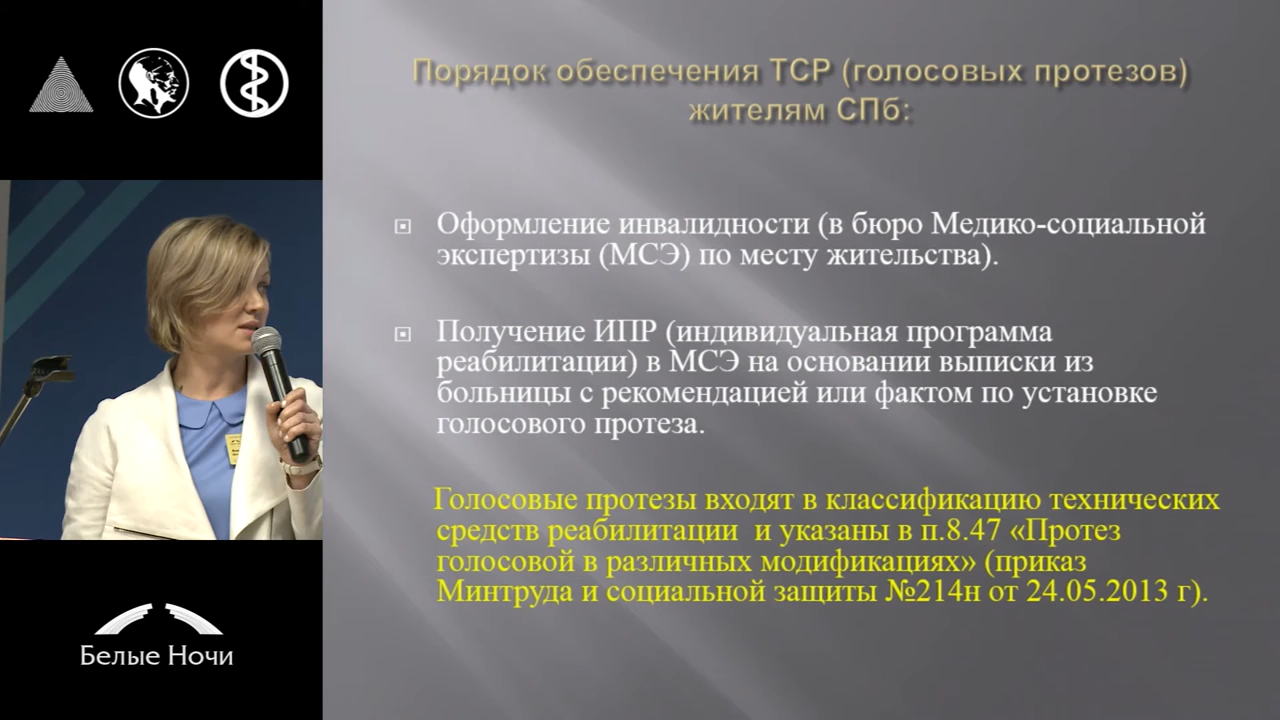 Порядок обеспечения ТСР (голосовых протезов)
жителям СПб:
Оформление инвалидности (в бюро Медико-социальной
экспертизы (МСЭ) по месту жительства).
Получение ИПР (индивидуальная программа
реабилитации) в МСЭ на основании выписки из
больницы с рекомендацией или фактом по установке
голосового протеза.
Голосовые протезы входят в классификацию технических
средств реабилитации и указаны в п.8.47 «Протез
голосовой в различных модификациях» (приказ
Минтруда и социальной защиты №214н от 24.05.2013 г).
Белые Ночи